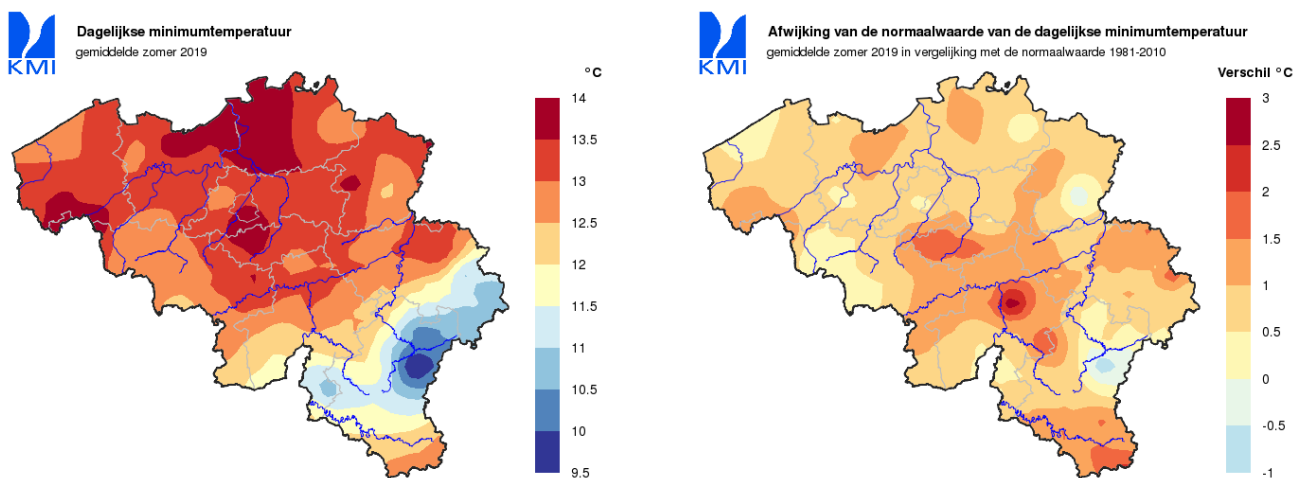 KMI
Dagelijkse minimumtemperatuur
gemiddelde zomer 2019
°C
14
13.5
13
12.5
12
11.5
11
10.5
10
9.5
KMI
Afwijking van de normaalwaarde van de dagelijkse minimumtemperatuur
gemiddelde zomer 2019 in vergelijking met de normaalwaarde 1981-2010
Verschil °C
3
2.5
2
1.5
1
0.5
0
-0.5
-1